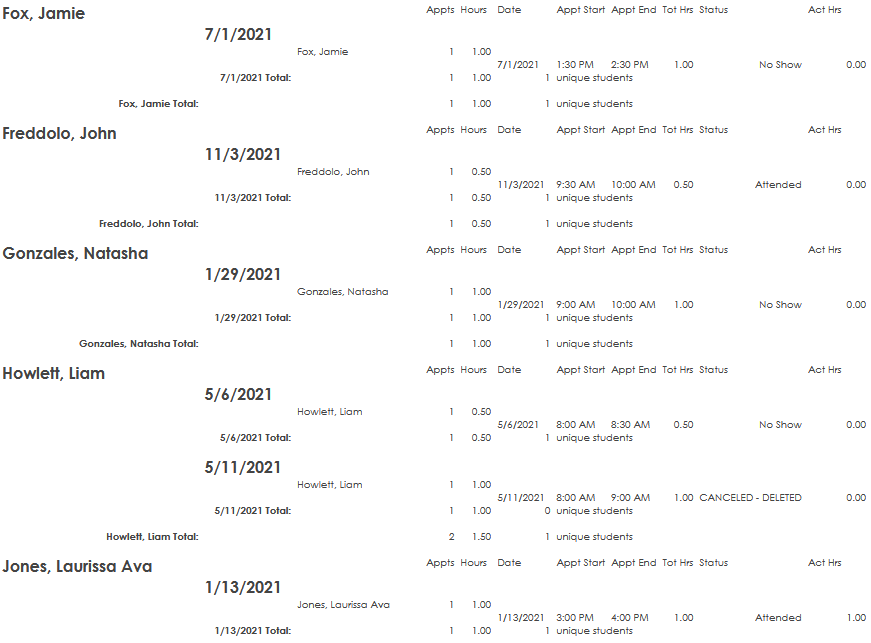 Fox, Jamie Appts Hours Date Appt Start Appt End Tot Hrs Status Act Hrs
7/1/2021
Fox, Jamie 1 1.00
7/1/2021 1:30 PM 2:30 PM 1.00 No Show 0.00
7/1/2021 Total: 1 1.00 1 unique students
Fox, Jamie Total: 1 1.00 1 unique students
Freddolo, John Appts Hours Date Appt Start Appt End Tot Hrs Status Act Hrs
11/3/2021
Freddolo, John 1 0.50
11/3/2021 9:30 AM 10:00 AM 0.50 Attended 0.00
11/3/2021 Total: 1 0.50 1 unique students
Freddolo, John Total: 1 0.50 1 unique students
Gonzales, Natasha Appts Hours Date Appt Start Appt End Tot Hrs Status Act Hrs
1/29/2021
Gonzales, Natasha 1 1.00
1/29/2021 9:00 AM 10:00 AM 1.00 No Show 0.00
1/29/2021 Total: 1 1.00 1 unique students
Gonzales, Natasha Total: 1 1.00 1 unique students
Howlett, Liam Appts Hours Date Appt Start Appt End Tot Hrs Status Act Hrs
5/6/2021
Howlett, Liam 1 0.50
5/6/2021 8:00 AM 8:30 AM 0.50 No Show 0.00
5/6/2021 Total: 1 0.50 1 unique students
5/11/2021
Howlett, Liam 1 1.00
5/11/2021 8:00 AM 9:00 AM 1.00 CANCELED - DELETED 0.00
5/11/2021 Total: 1 1.00 0 unique students
Howlett, Liam Total: 2 1.50 1 unique students
Jones, Laurissa Ava Appts Hours Date Appt Start Appt End Tot Hrs Status Act Hrs
1/13/2021
Jones, Laurissa Ava 1 1.00
1/13/2021 3:00 PM 4:00 PM 1.00 Attended 1.00
1/13/2021 Total: 1 1.00 1 unique students